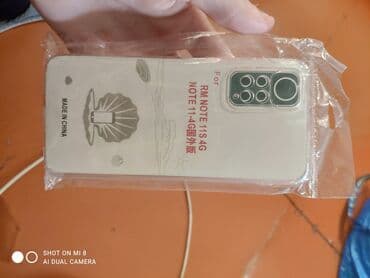 For
RM NOTE 11S 4G
NOTE 11-4G国外版
MADE IN CHINA
SHOT ON MI 8
AI DUAL CAMERA